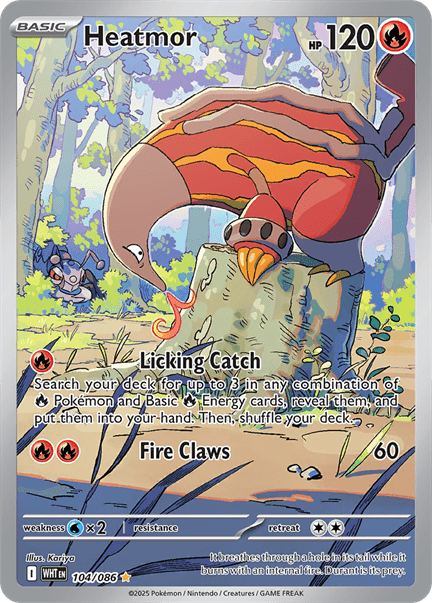 BASIC Heatmor HP 120
Licking Catch
Search your deck for up to 3 in any combination of
Pokémon and Basic Energy cards, reveal them, and
put them into your hand. Then, shuffle your deck.
Fire Claws 60
weakness ×2 resistance retreat
Illus. Kariya
I WHT EN 104/086
It breathes through a hole in its tail while it
burns with an internal fire. Durant is its prey.
©2025 Pokémon / Nintendo / Creatures / GAME FREAK